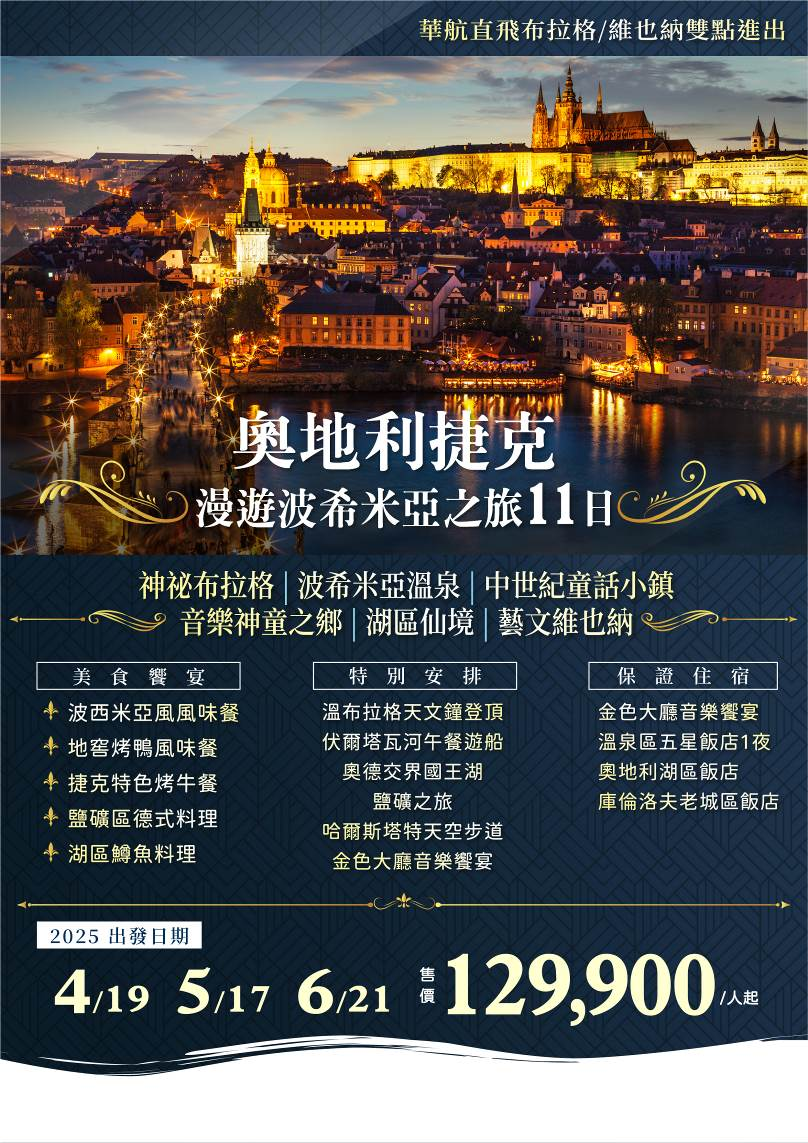 華航直飛布拉格/維也納雙點進出
奧地利捷克
漫遊波希米亞之旅11日
神祕布拉格|波希米亞溫泉|中世紀童話小鎮
音樂神童之鄉|湖區仙境|藝文維也納
美食饗宴
波西米亞風風味餐
地窖烤鴨風味餐
捷克特色烤牛餐
鹽礦區德式料理
湖區鱒魚料理
特別安排
溫布拉格天文鐘登頂
伏爾塔瓦河午餐遊船
奧德交界國王湖
鹽礦之旅
哈爾斯塔特天空步道
金色大廳音樂饗宴
保證住宿
金色大廳音樂饗宴
溫泉區五星飯店1夜
奧地利湖區飯店
庫倫洛夫老城區飯店
2025 出發日期
4/19 5/17 6/21
售價129,900/人起